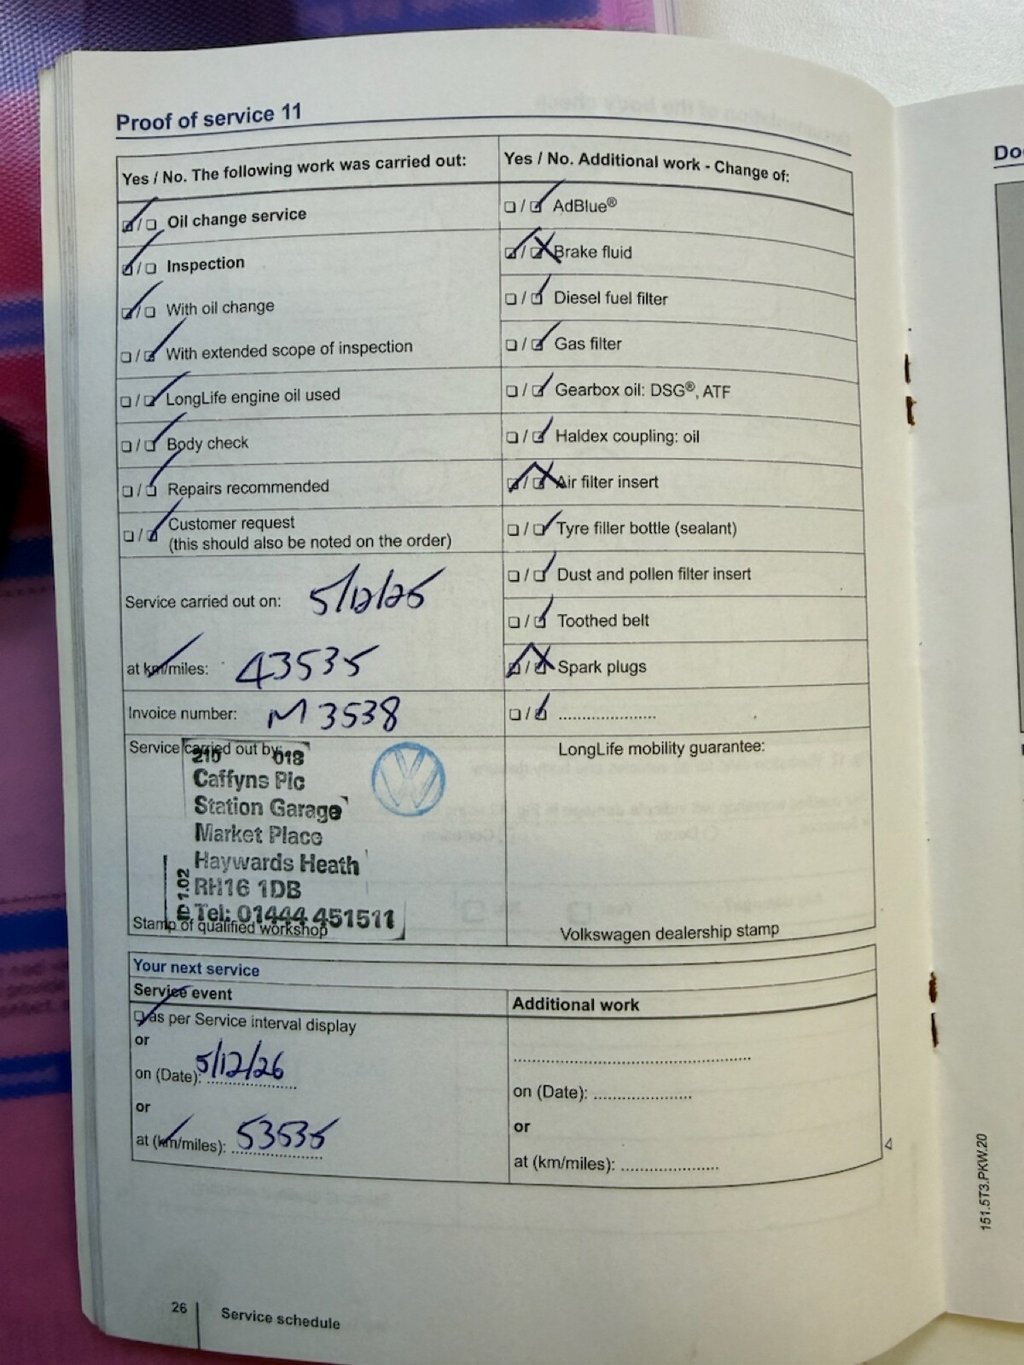 Proof of service 11
Yes / No. The following work was carried out:
☑/☐ Oil change service
☑/☐ Inspection
☑/☐ With oil change
☐/☑ With extended scope of inspection
☐/☑ LongLife engine oil used
☐/☑ Body check
☐/☑ Repairs recommended
☐/☑ Customer request
(this should also be noted on the order)
Service carried out on: 5/12/25
at km/miles: 43535
Invoice number: M3538
Service carried out by:
210 018
Caffyns Plc
Station Garage
Market Place
Haywards Heath
RH16 1DB
Tel: 01444 451511
Stamp of qualified workshop
Yes / No. Additional work - Change of:
☐/☑ AdBlue®
☑/☒ Brake fluid
☐/☑ Diesel fuel filter
☐/☑ Gas filter
☐/☑ Gearbox oil: DSG®, ATF
☐/☑ Haldex coupling: oil
☑/☒ Air filter insert
☐/☑ Tyre filler bottle (sealant)
☐/☑ Dust and pollen filter insert
☐/☑ Toothed belt
☑/☒ Spark plugs
☐/☑ ......................
LongLife mobility guarantee:
Volkswagen dealership stamp
Your next service
Service event
☑ as per Service interval display
or
on (Date): 5/12/26
or
at (km/miles): 53535
Additional work
on (Date): ......................
or
at (km/miles): ......................
26
Service schedule
Do
151.5T3.PKW.20